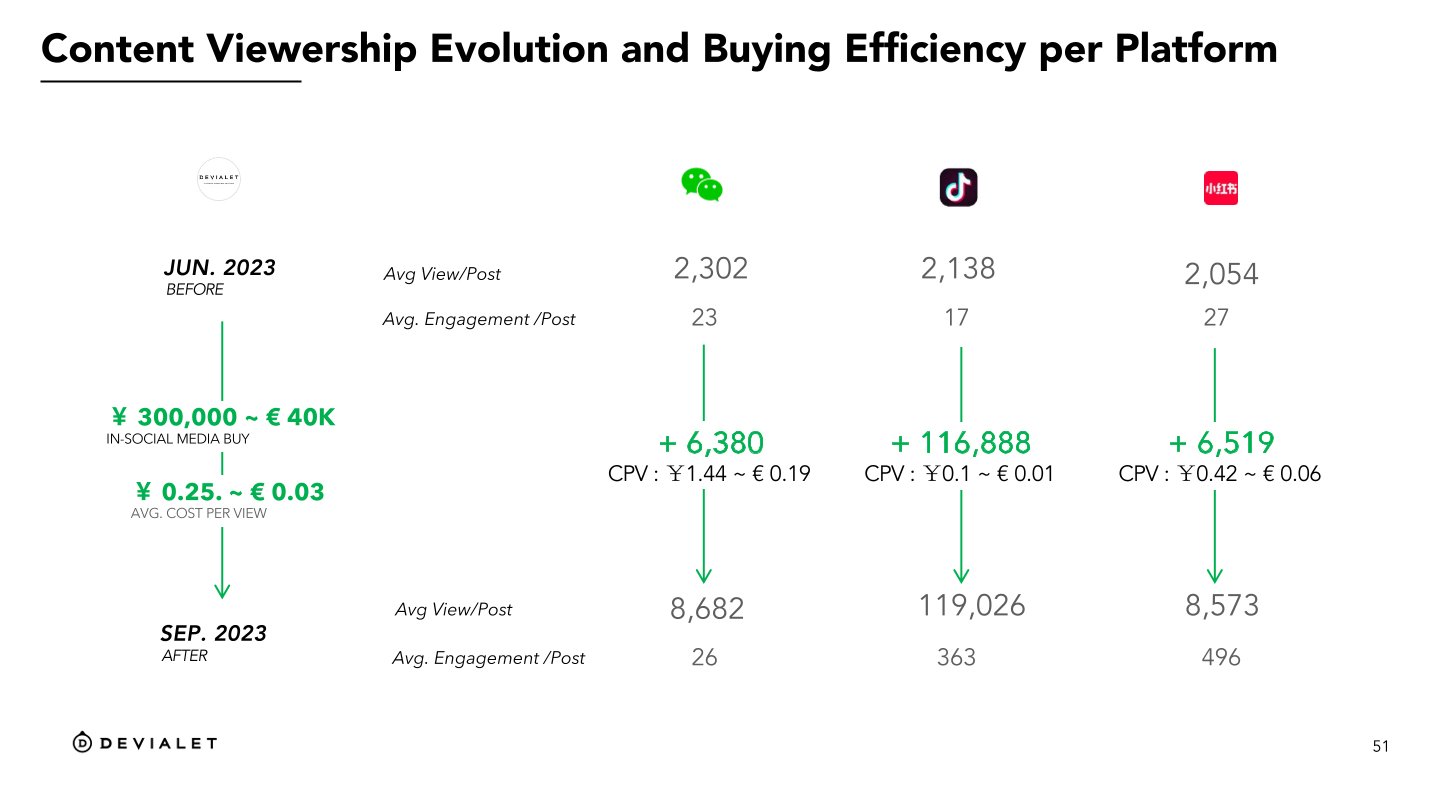 Content Viewership Evolution and Buying Efficiency per Platform
DEVIALET
小红书
JUN. 2023
BEFORE
Avg View/Post
2,302
2,138
2,054
Avg. Engagement /Post
23
17
27
¥ 300,000 ~ € 40K
IN-SOCIAL MEDIA BUY
+ 6,380
+ 116,888
+ 6,519
CPV : ¥1.44 ~ € 0.19
CPV : ¥0.1 ~ € 0.01
CPV : ¥0.42 ~ € 0.06
¥ 0.25. ~ € 0.03
AVG. COST PER VIEW
SEP. 2023
AFTER
Avg View/Post
8,682
119,026
8,573
Avg. Engagement /Post
26
363
496
DEVIALET
51